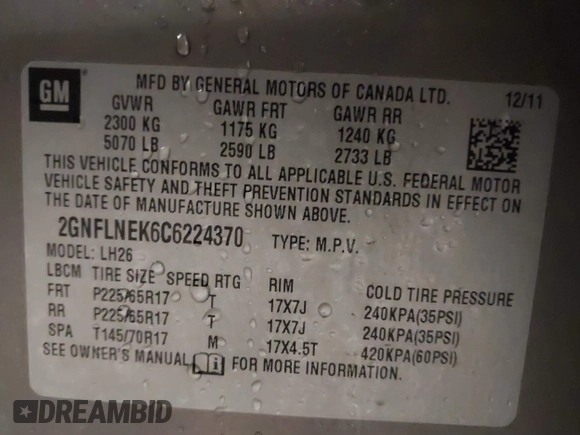 GM
MFD BY GENERAL MOTORS OF CANADA LTD. 12/11
GVWR GAWR FRT GAWR RR
2300 KG 1175 KG 1240 KG
5070 LB 2590 LB 2733 LB
THIS VEHICLE CONFORMS TO ALL APPLICABLE U.S. FEDERAL MOTOR
VEHICLE SAFETY AND THEFT PREVENTION STANDARDS IN EFFECT ON
THE DATE OF MANUFACTURE SHOWN ABOVE.
2GNFLNEK6C6224370 TYPE: M.P.V.
MODEL: LH26
LBCM TIRE SIZE SPEED RTG RIM COLD TIRE PRESSURE
FRT P225/65R17 T 17X7J 240KPA(35PSI)
RR P225/65R17 T 17X7J 240KPA(35PSI)
SPA T145/70R17 M 17X4.5T 420KPA(60PSI)
SEE OWNER'S MANUAL FOR MORE INFORMATION.
DREAMBID